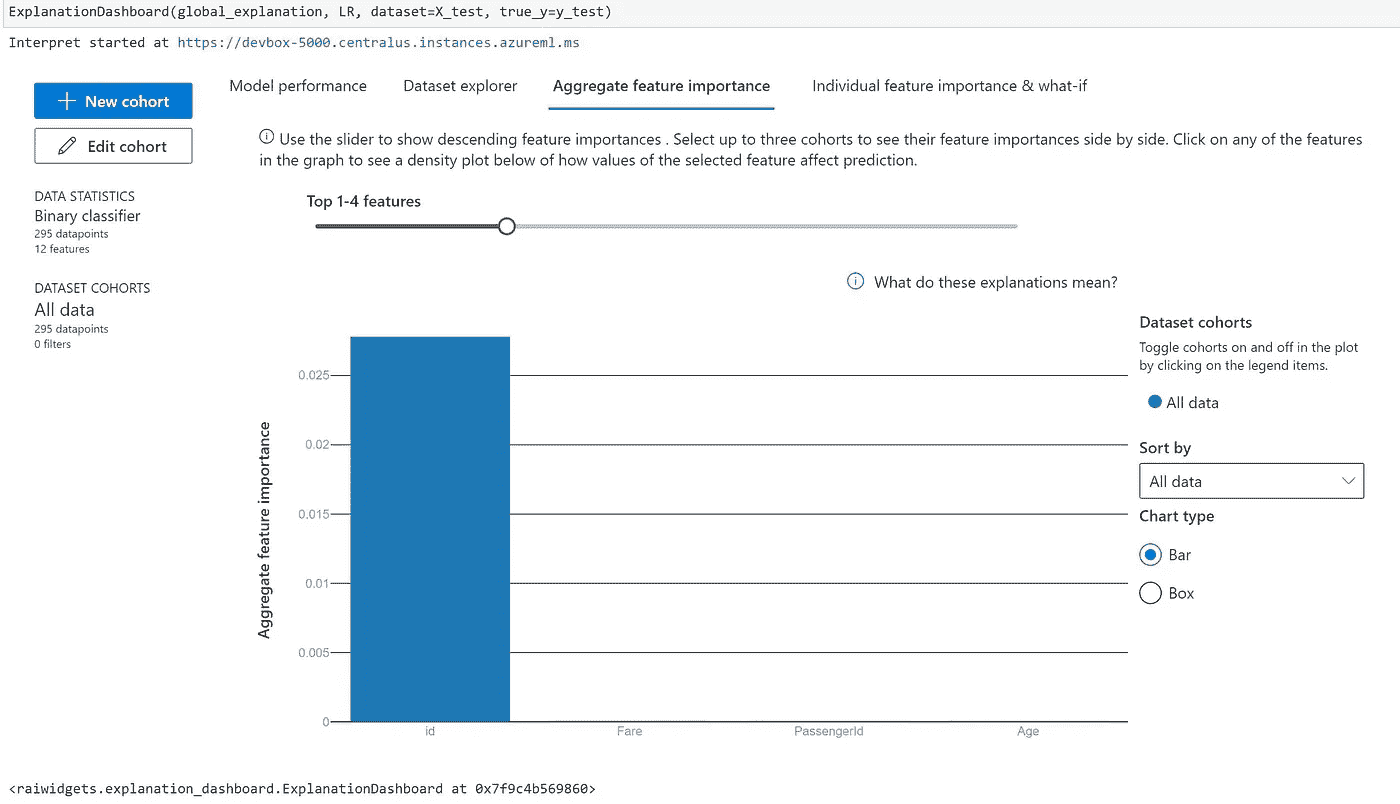 ExplanationDashboard(global_explanation, LR, dataset=X_test, true_y=y_test)
Interpret started at https://devbox-5000.centralus.instances.azureml.ms
New cohort
Edit cohort
DATA STATISTICS
Binary classifier
295 datapoints
12 features
DATASET COHORTS
All data
295 datapoints
0 filters
Model performance
Dataset explorer
Aggregate feature importance
Individual feature importance & what-if
Use the slider to show descending feature importances . Select up to three cohorts to see their feature importances side by side. Click on any of the features
in the graph to see a density plot below of how values of the selected feature affect prediction.
Top 1-4 features
What do these explanations mean?
Aggregate feature importance
0.025
0.02
0.015
0.01
0.005
0
id
Fare
PassengerId
Age
Dataset cohorts
Toggle cohorts on and off in the plot
by clicking on the legend items.
All data
Sort by
All data
Chart type
Bar
Box
<raiwidgets.explanation_dashboard.ExplanationDashboard at 0x7f9c4b569860>